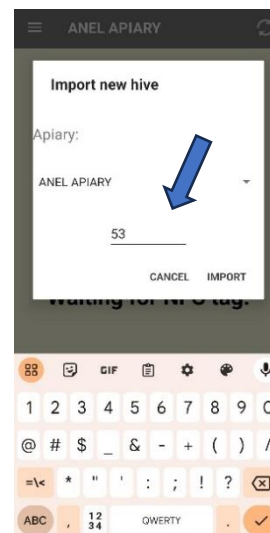 ANEL APIARY
Import new hive
Apiary:
ANEL APIARY
53
CANCEL IMPORT
Waiting for NFC tag.
GIF
1 2 3 4 5 6 7 8 9 0
@ # $ _ & - + ( ) /
=\< * " ' : ; ! ?
ABC , 12 QWERTY .
34